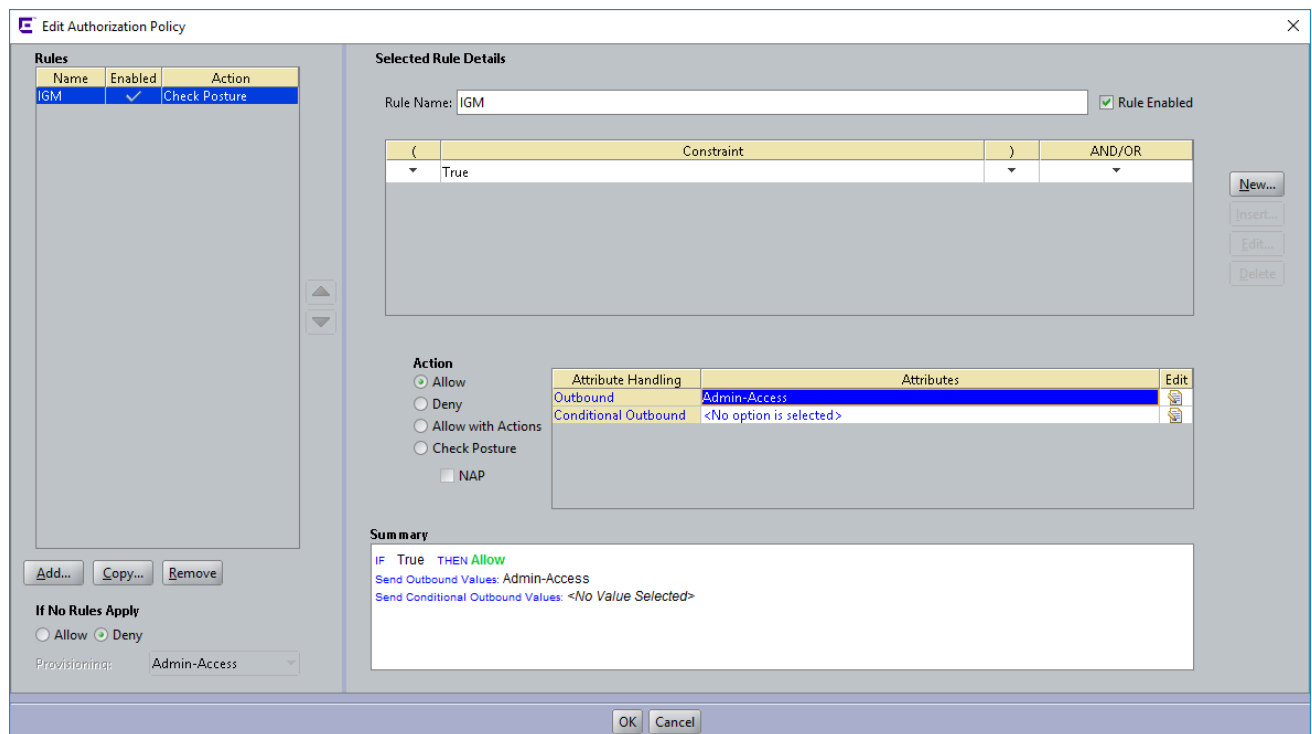 Edit Authorization Policy
Rules
Name Enabled Action
IGM Check Posture
Add... Copy... Remove
If No Rules Apply
Allow Deny
Provisioning: Admin-Access
Selected Rule Details
Rule Name: IGM Rule Enabled
( Constraint ) AND/OR
True
New...
Insert...
Edit...
Delete
Action
Allow
Deny
Allow with Actions
Check Posture
NAP
Attribute Handling Attributes Edit
Outbound Admin-Access
Conditional Outbound <No option is selected>
Summary
IF True THEN Allow
Send Outbound Values: Admin-Access
Send Conditional Outbound Values: <No Value Selected>
OK Cancel